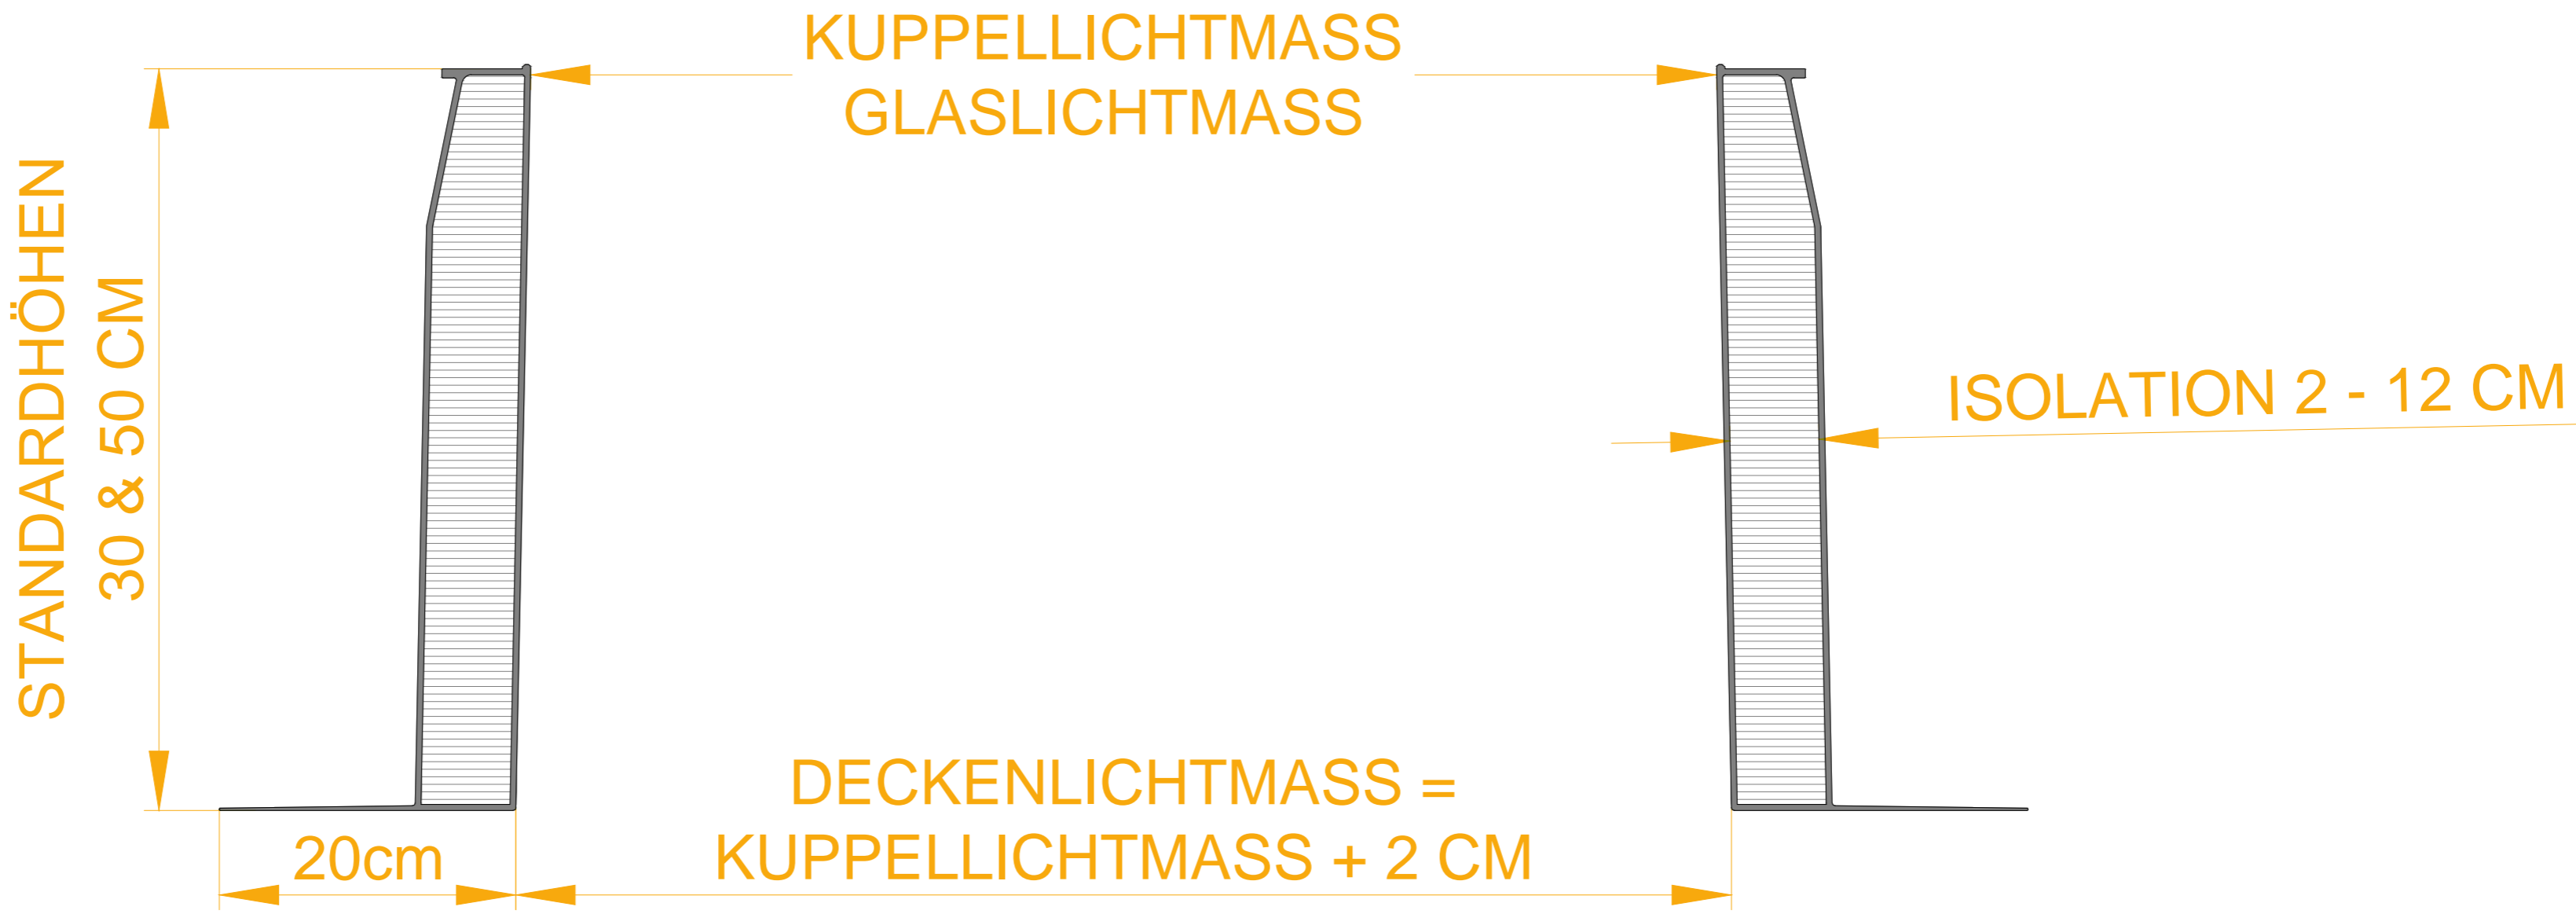 KUPPELLICHTMASS
GLASLICHTMASS
STANDARDHÖHEN
30 & 50 CM
ISOLATION 2 - 12 CM
DECKENLICHTMASS =
KUPPELLICHTMASS + 2 CM
20cm